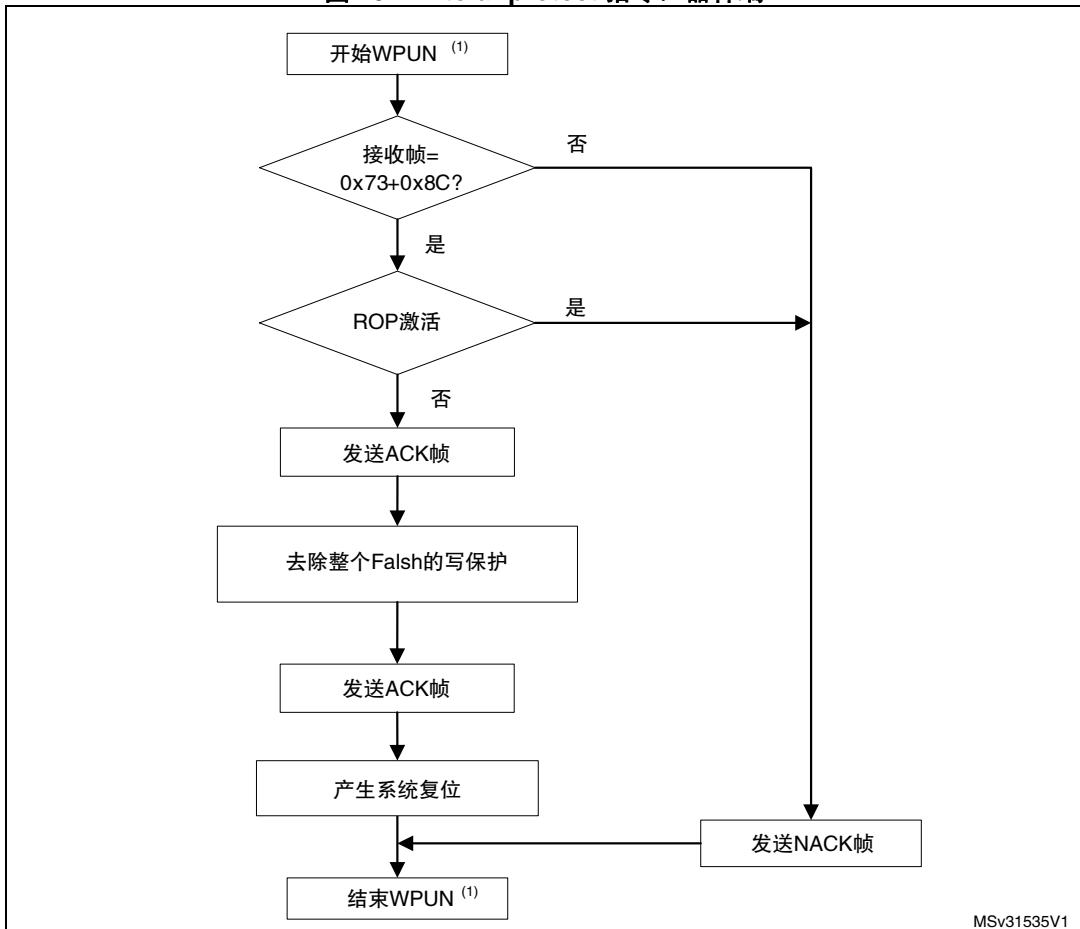 开始WPUN (1)
接收帧=
0x73+0x8C?
否
是
ROP激活
是
否
发送ACK帧
去除整个Falsh的写保护
发送ACK帧
产生系统复位
发送NACK帧
结束WPUN (1)
MSv31535V1